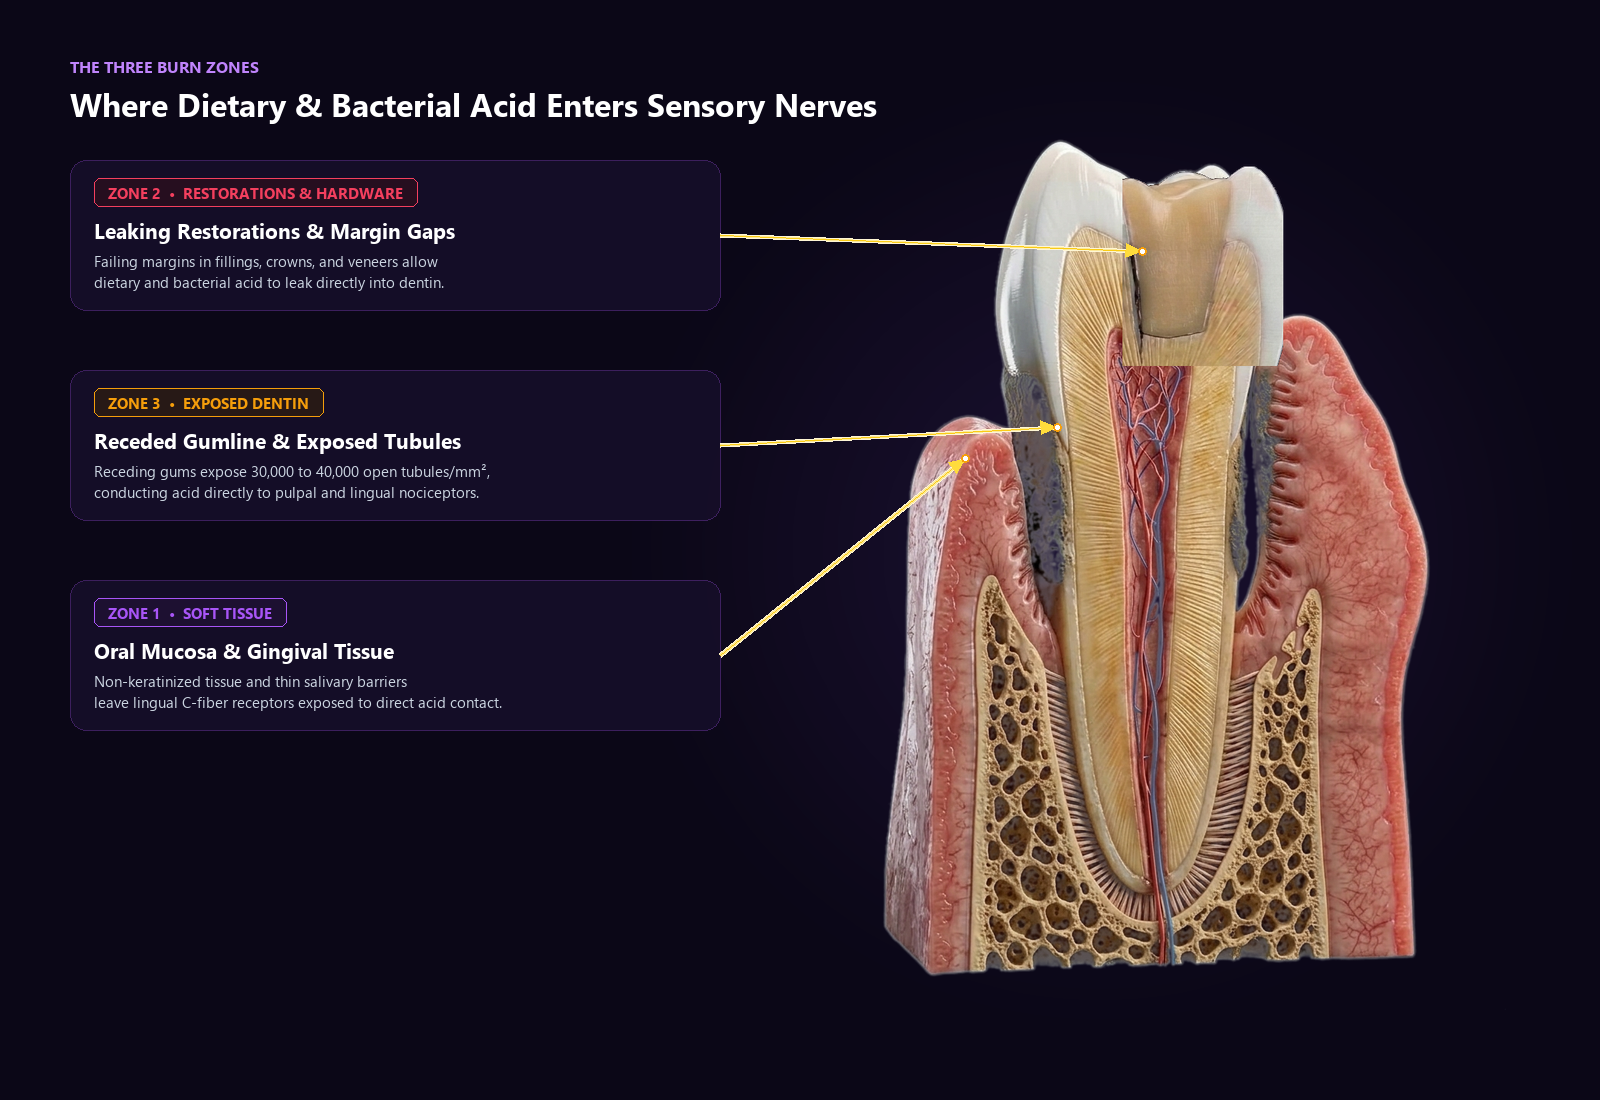 THE THREE BURN ZONES
Where Dietary & Bacterial Acid Enters Sensory Nerves
ZONE 2 • RESTORATIONS & HARDWARE
Leaking Restorations & Margin Gaps
Failing margins in fillings, crowns, and veneers allow
dietary and bacterial acid to leak directly into dentin.
ZONE 3 • EXPOSED DENTIN
Receded Gumline & Exposed Tubules
Receding gums expose 30,000 to 40,000 open tubules/mm²,
conducting acid directly to pulpal and lingual nociceptors.
ZONE 1 • SOFT TISSUE
Oral Mucosa & Gingival Tissue
Non-keratinized tissue and thin salivary barriers
leave lingual C-fiber receptors exposed to direct acid contact.